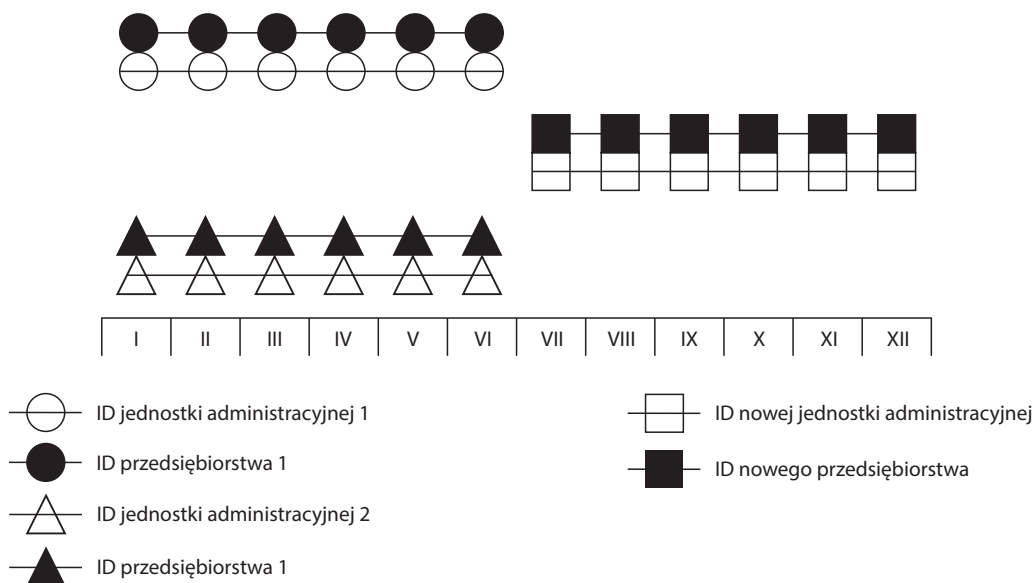 I II III IV V VI VII VIII IX X XI XII
ID jednostki administracyjnej 1
ID przedsiębiorstwa 1
ID jednostki administracyjnej 2
ID przedsiębiorstwa 1
ID nowej jednostki administracyjnej
ID nowego przedsiębiorstwa